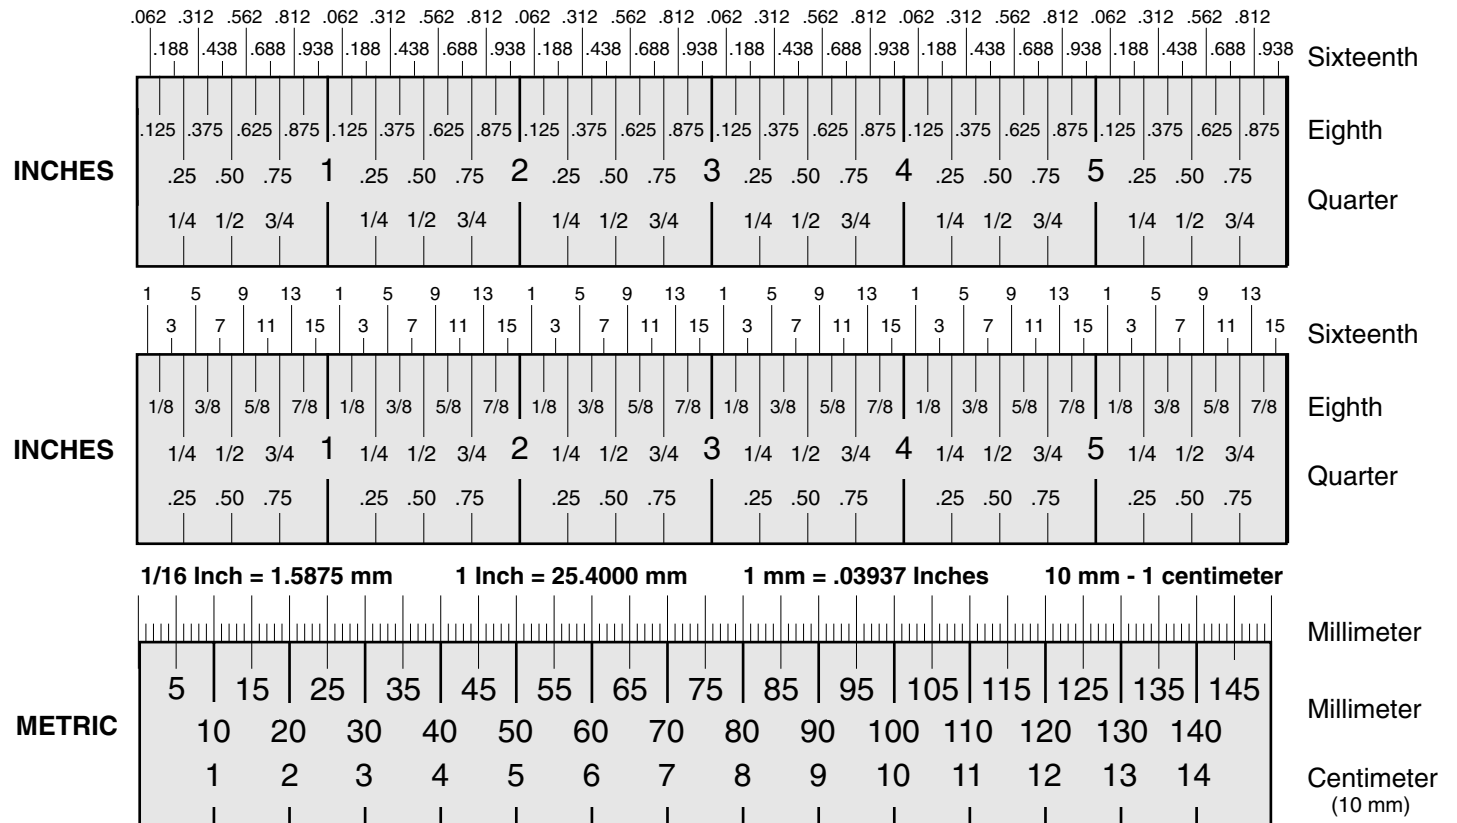 .062 .312 .562 .812 .062 .312 .562 .812 .062 .312 .562 .812 .062 .312 .562 .812 .062 .312 .562 .812 .062 .312 .562 .812
.188 .438 .688 .938 .188 .438 .688 .938 .188 .438 .688 .938 .188 .438 .688 .938 .188 .438 .688 .938 .188 .438 .688 .938 Sixteenth
.125 .375 .625 .875 .125 .375 .625 .875 .125 .375 .625 .875 .125 .375 .625 .875 .125 .375 .625 .875 .125 .375 .625 .875 Eighth
INCHES .25 .50 .75 1 .25 .50 .75 2 .25 .50 .75 3 .25 .50 .75 4 .25 .50 .75 5 .25 .50 .75
Quarter
1/4 1/2 3/4 1/4 1/2 3/4 1/4 1/2 3/4 1/4 1/2 3/4 1/4 1/2 3/4 1/4 1/2 3/4
1 5 9 13 1 5 9 13 1 5 9 13 1 5 9 13 1 5 9 13 1 5 9 13
3 7 11 15 3 7 11 15 3 7 11 15 3 7 11 15 3 7 11 15 3 7 11 15 Sixteenth
1/8 3/8 5/8 7/8 1/8 3/8 5/8 7/8 1/8 3/8 5/8 7/8 1/8 3/8 5/8 7/8 1/8 3/8 5/8 7/8 1/8 3/8 5/8 7/8 Eighth
INCHES 1/4 1/2 3/4 1 1/4 1/2 3/4 2 1/4 1/2 3/4 3 1/4 1/2 3/4 4 1/4 1/2 3/4 5 1/4 1/2 3/4
Quarter
.25 .50 .75 .25 .50 .75 .25 .50 .75 .25 .50 .75 .25 .50 .75 .25 .50 .75
1/16 Inch = 1.5875 mm 1 Inch = 25.4000 mm 1 mm = .03937 Inches 10 mm - 1 centimeter
Millimeter
5 15 25 35 45 55 65 75 85 95 105 115 125 135 145
Millimeter
METRIC 10 20 30 40 50 60 70 80 90 100 110 120 130 140
1 2 3 4 5 6 7 8 9 10 11 12 13 14 Centimeter
(10 mm)